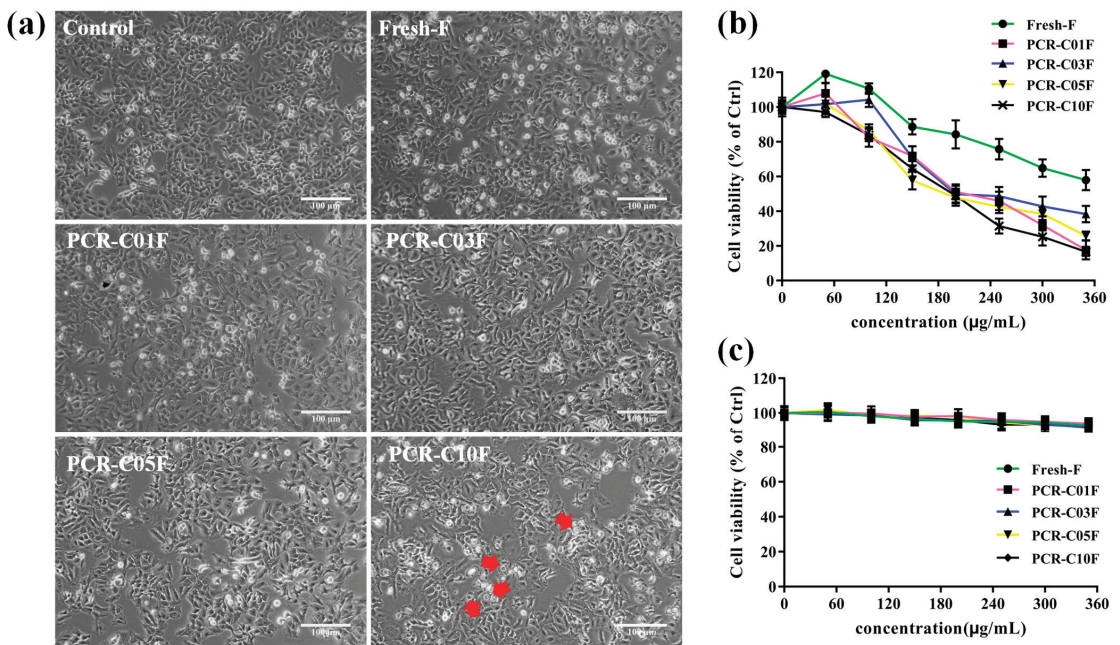 (a)
Control
Fresh-F
100 µm
100 µm
PCR-C01F
PCR-C03F
100 µm
100 µm
PCR-C05F
PCR-C10F
100 µm
100 µm
(b)
Fresh-F
PCR-C01F
PCR-C03F
PCR-C05F
PCR-C10F
Cell viability (% of Ctrl)
120
100
80
60
40
20
0
0 60 120 180 240 300 360
concentration (µg/mL)
(c)
Cell viability (% of Ctrl)
120
100
80
60
40
20
0
Fresh-F
PCR-C01F
PCR-C03F
PCR-C05F
PCR-C10F
0 60 120 180 240 300 360
concentration(µg/mL)